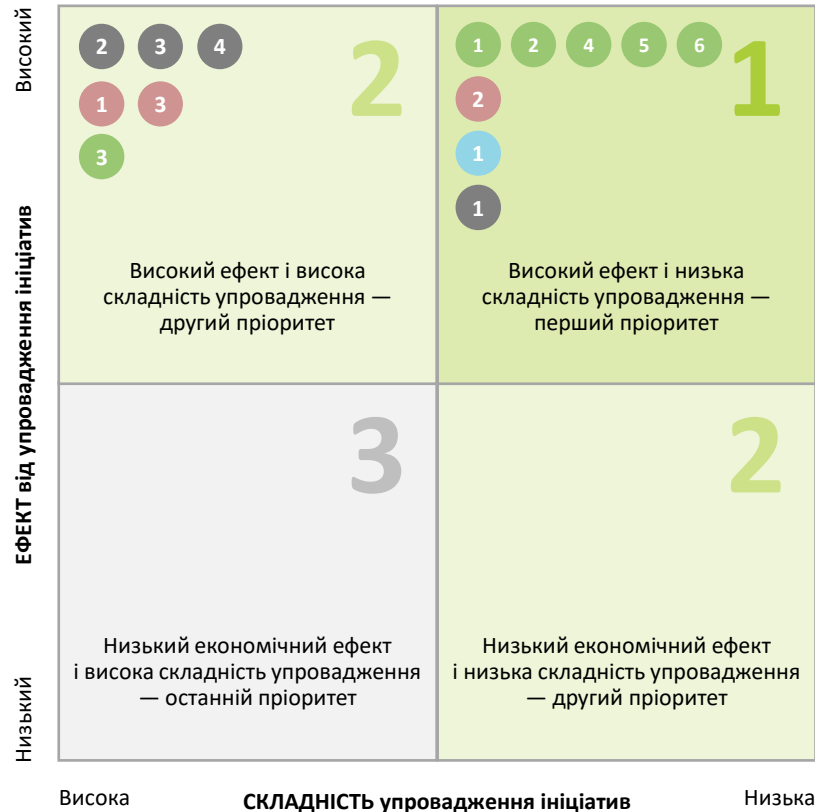 Високий
ЕФЕКТ від упровадження ініціатив
Низький
2 3 4
1 3
3
2
Високий ефект і висока
складність упровадження —
другий пріоритет
1 2 4 5 6
2
1
1
1
Високий ефект і низька
складність упровадження —
перший пріоритет
3
Низький економічний ефект
і висока складність упровадження
— останній пріоритет
2
Низький економічний ефект
і низька складність упровадження
— другий пріоритет
Висока
СКЛАДНІСТЬ упровадження ініціатив
Низька